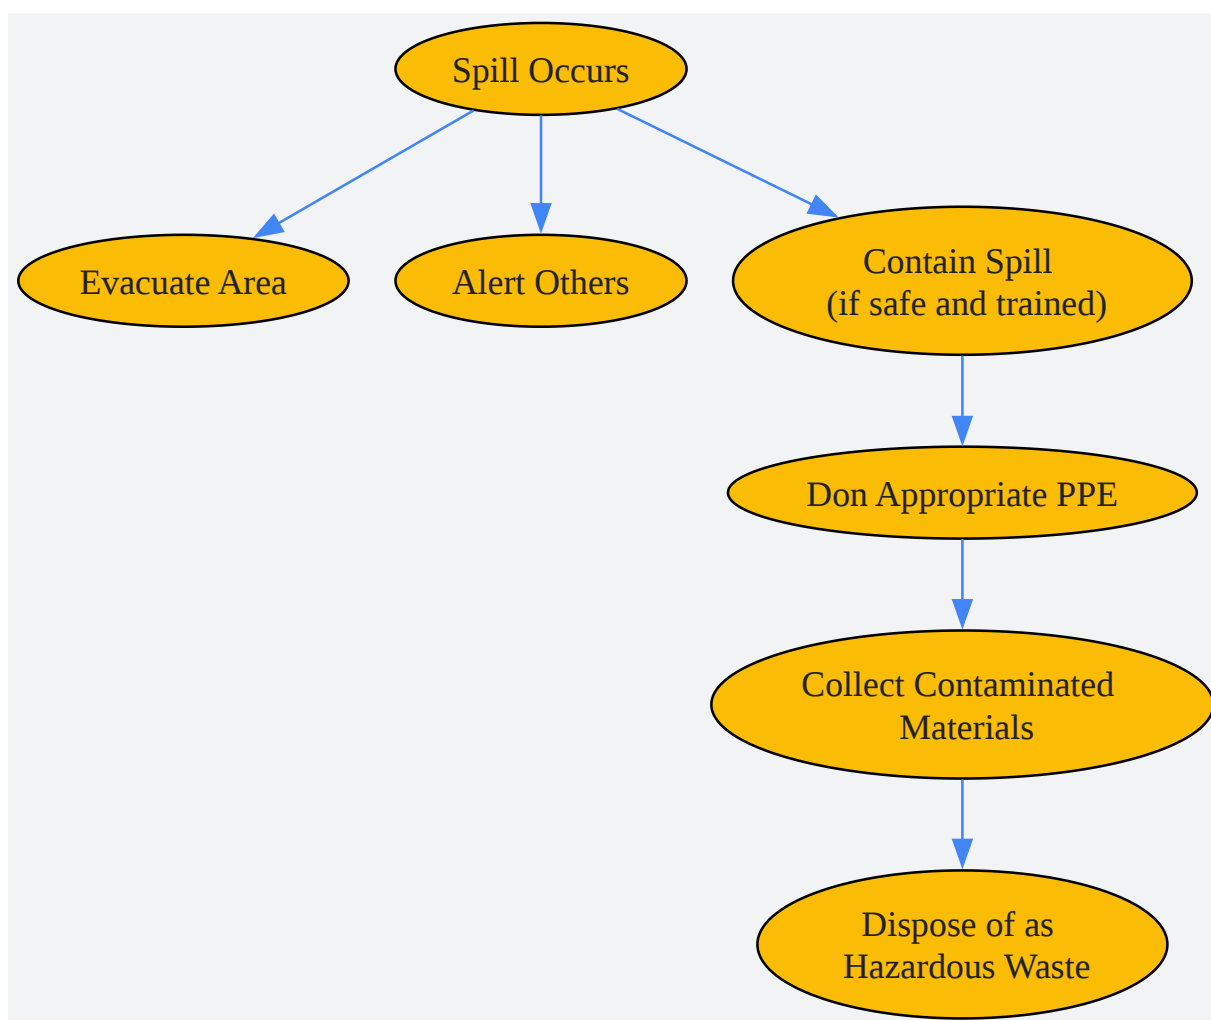 Spill Occurs
Evacuate Area
Alert Others
Contain Spill
(if safe and trained)
Don Appropriate PPE
Collect Contaminated
Materials
Dispose of as
Hazardous Waste